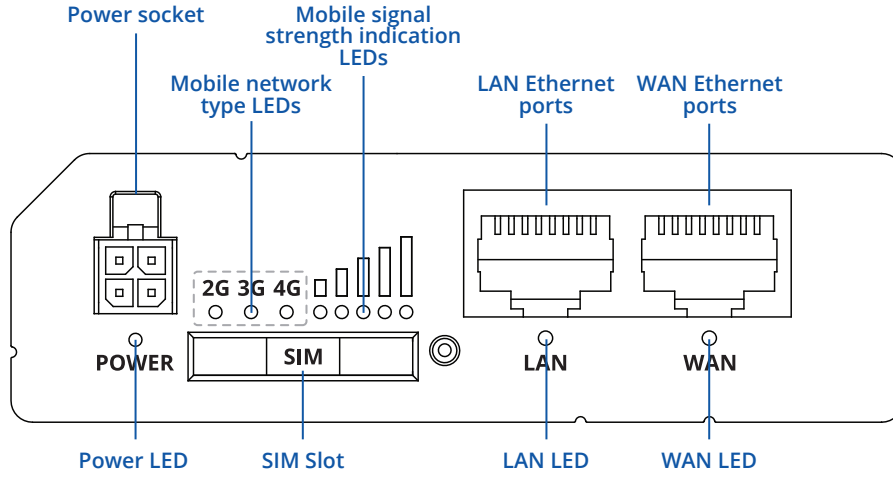 Power socket
Mobile signal
strength indication
LEDs
Mobile network
type LEDs
LAN Ethernet
ports
WAN Ethernet
ports
2G 3G 4G
POWER
SIM
LAN
WAN
Power LED
SIM Slot
LAN LED
WAN LED